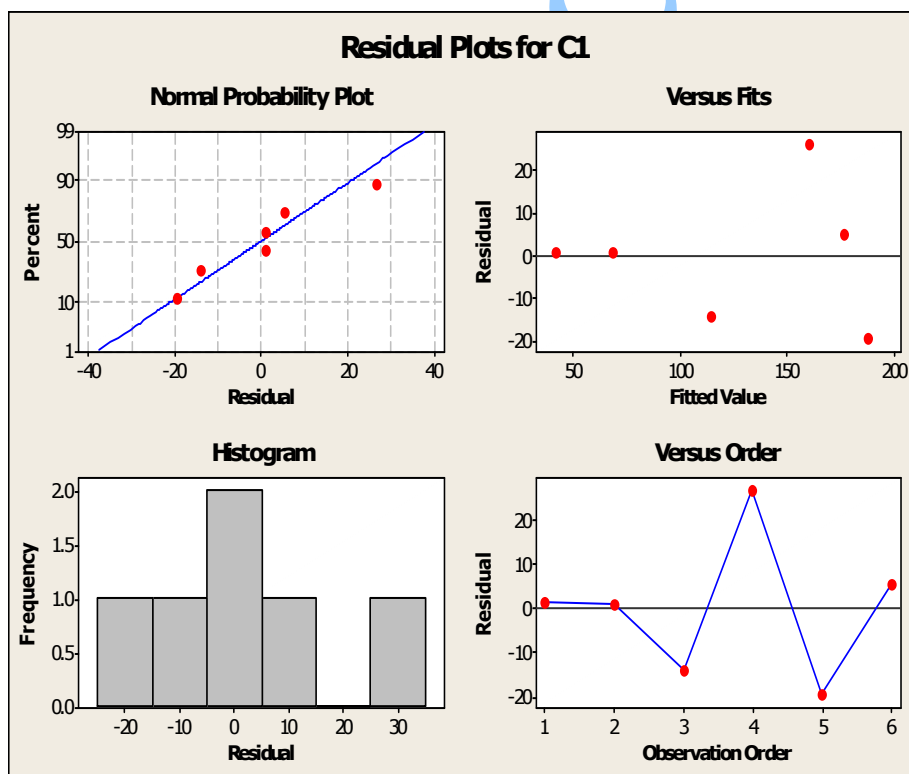 Residual Plots for C1
Normal Probability Plot
99
90
50
10
1
Percent
-40 -20 0 20 40
Residual
Versus Fits
20
10
0
-10
-20
Residual
50 100 150 200
Fitted Value
Histogram
2.0
1.5
1.0
0.5
0.0
Frequency
-20 -10 0 10 20 30
Residual
Versus Order
20
10
0
-10
-20
Residual
1 2 3 4 5 6
Observation Order